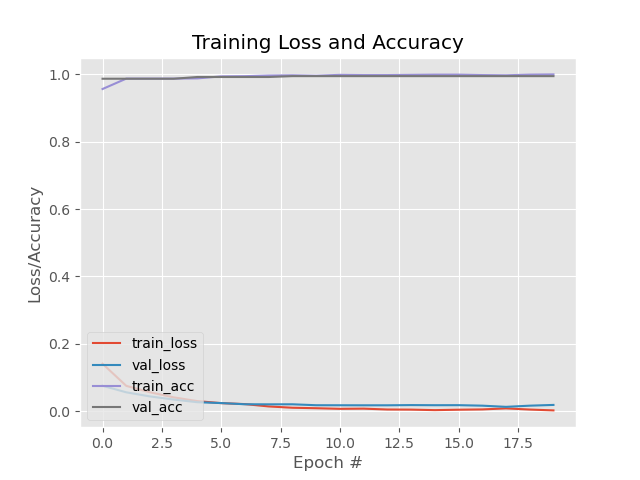 Training Loss and Accuracy
1.0
0.8
0.6
0.4
0.2
0.0
Loss/Accuracy
train_loss
val_loss
train_acc
val_acc
0.0 2.5 5.0 7.5 10.0 12.5 15.0 17.5
Epoch #